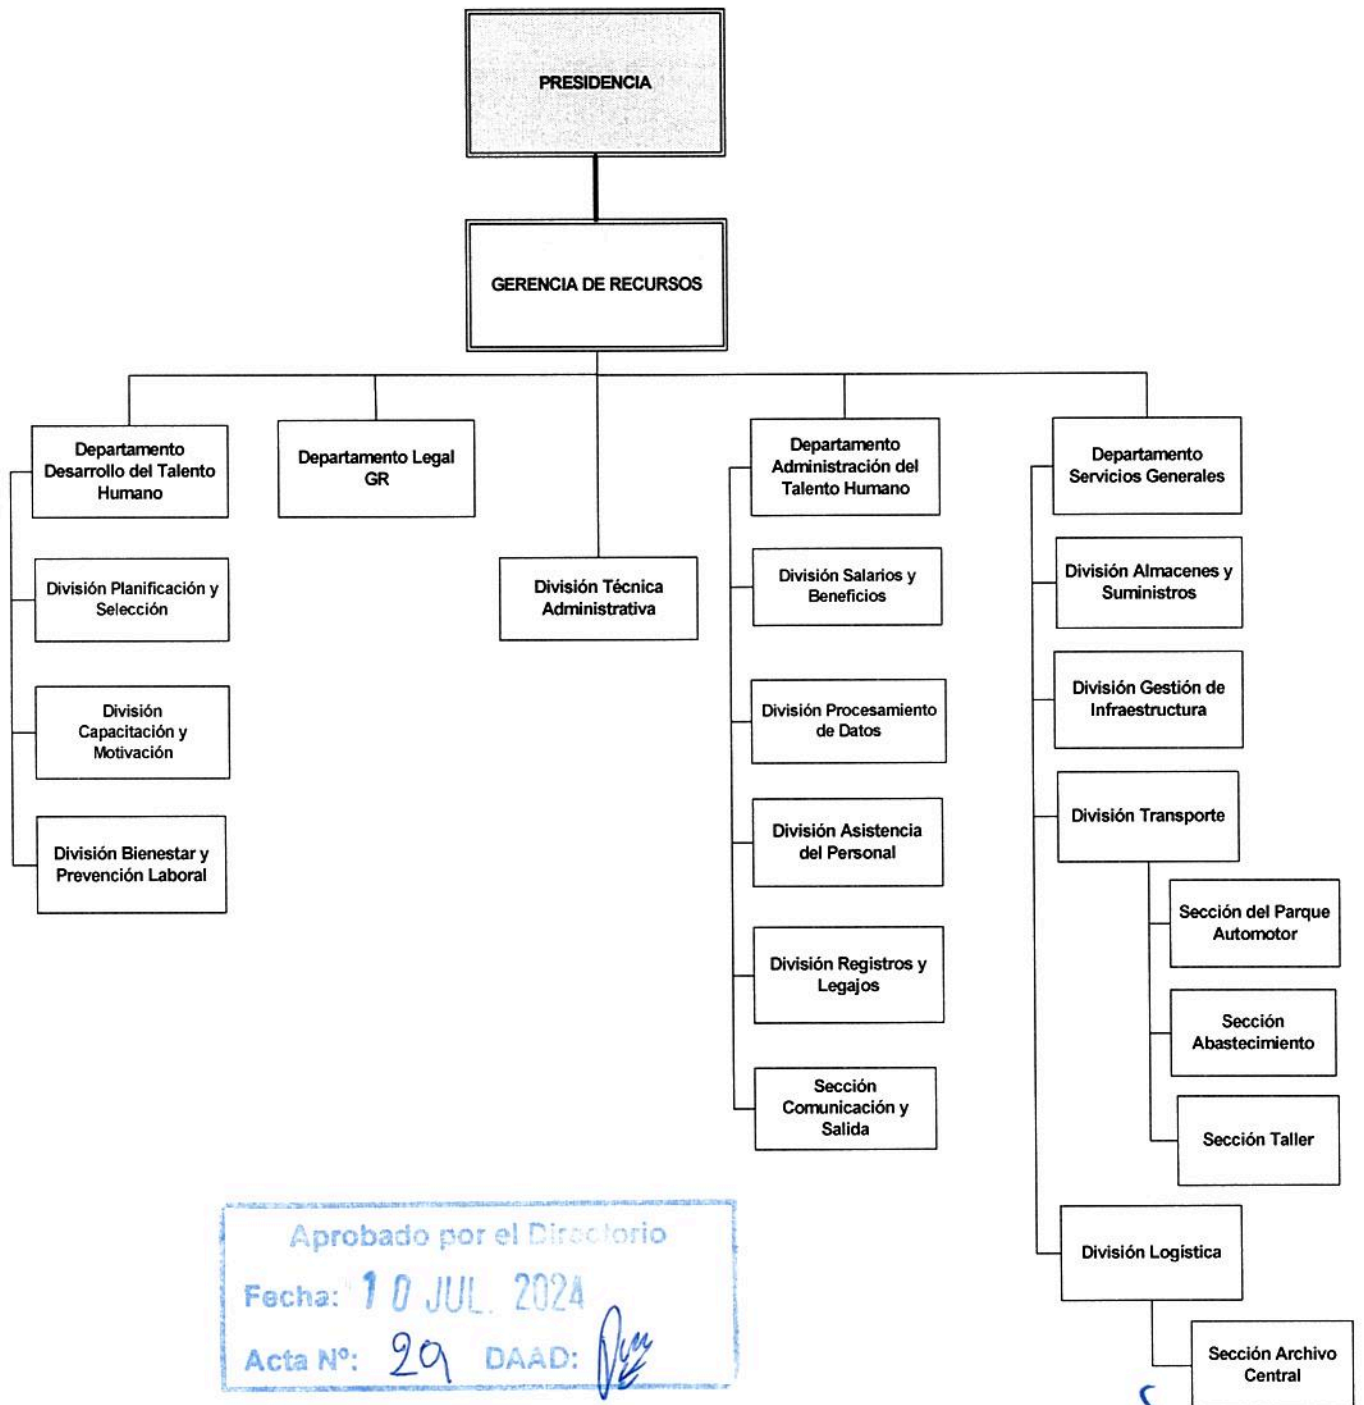 PRESIDENCIA
GERENCIA DE RECURSOS
Departamento
Desarrollo del Talento
Humano
División Planificación y
Selección
División
Capacitación y
Motivación
División Bienestar y
Prevención Laboral
Departamento Legal
GR
División Técnica
Administrativa
Departamento
Administración del
Talento Humano
División Salarios y
Beneficios
División Procesamiento
de Datos
División Asistencia
del Personal
División Registros y
Legajos
Sección
Comunicación y
Salida
Departamento
Servicios Generales
División Almacenes y
Suministros
División Gestión de
Infraestructura
División Transporte
Sección del Parque
Automotor
Sección
Abastecimiento
Sección Taller
División Logística
Sección Archivo
Central
Aprobado por el Directorio
Fecha: 10 JUL. 2024
Acta Nº: 29 DAAD: